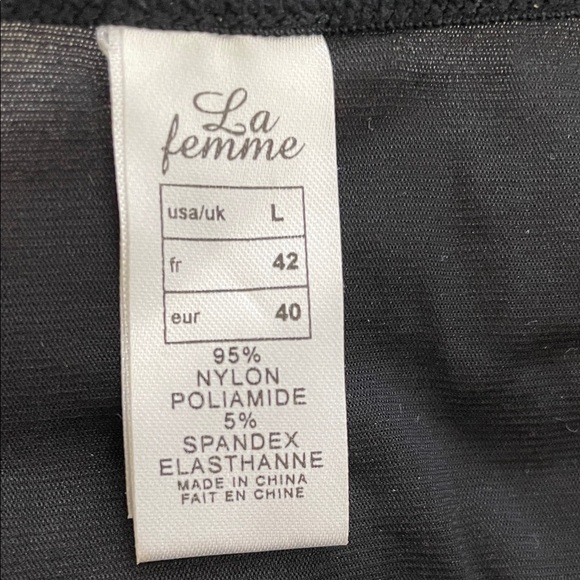 La
femme
usa/uk L
fr 42
eur 40
95%
NYLON
POLIAMIDE
5%
SPANDEX
ELASTHANNE
MADE IN CHINA
FAIT EN CHINE